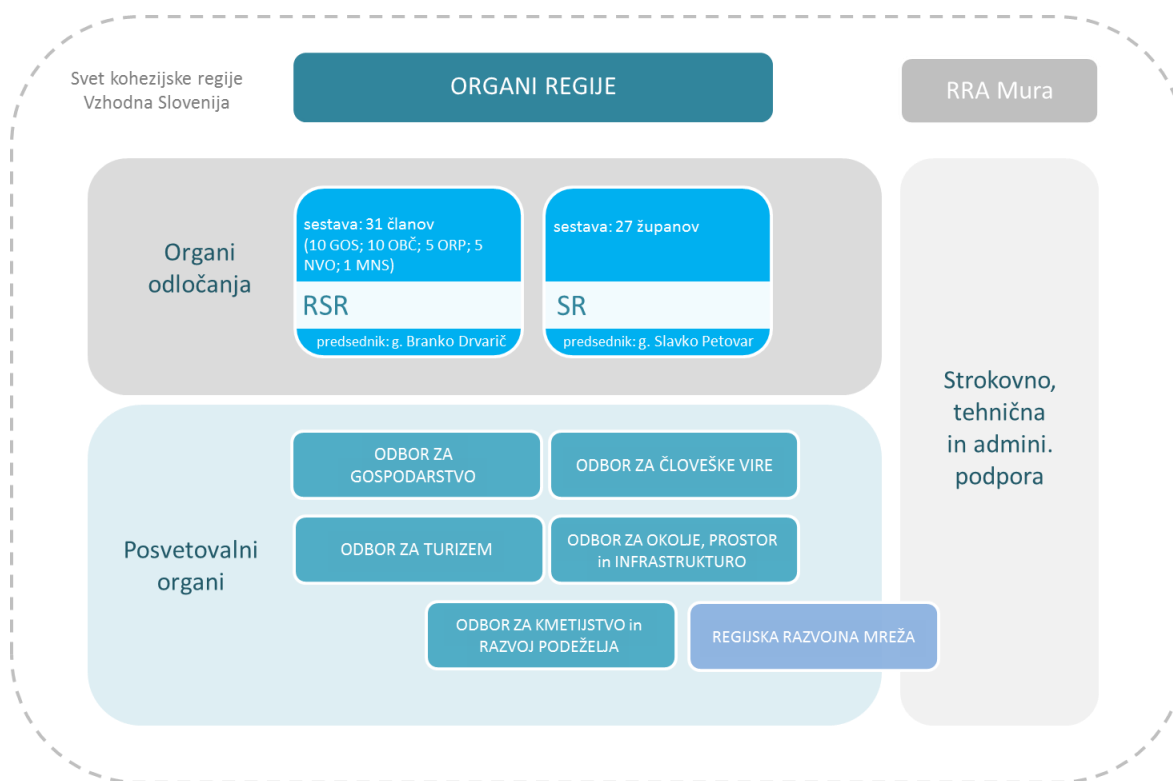 Svet kohezijske regije
Vzhodna Slovenija
ORGANI REGIJE
RRA Mura
Organi
odločanja
sestava: 31 članov
(10 GOS; 10 OBČ; 5 ORP; 5
NVO; 1 MNS)
RSR
predsednik: g. Branko Drvarič
sestava: 27 županov
SR
predsednik: g. Slavko Petovar
Strokovno,
tehnična
in admini.
podpora
Posvetovalni
organi
ODBOR ZA
GOSPODARSTVO
ODBOR ZA ČLOVEŠKE VIRE
ODBOR ZA TURIZEM
ODBOR ZA OKOLJE, PROSTOR
in INFRASTRUKTURO
ODBOR ZA KMETIJSTVO in
RAZVOJ PODEŽELJA
REGIJSKA RAZVOJNA MREŽA